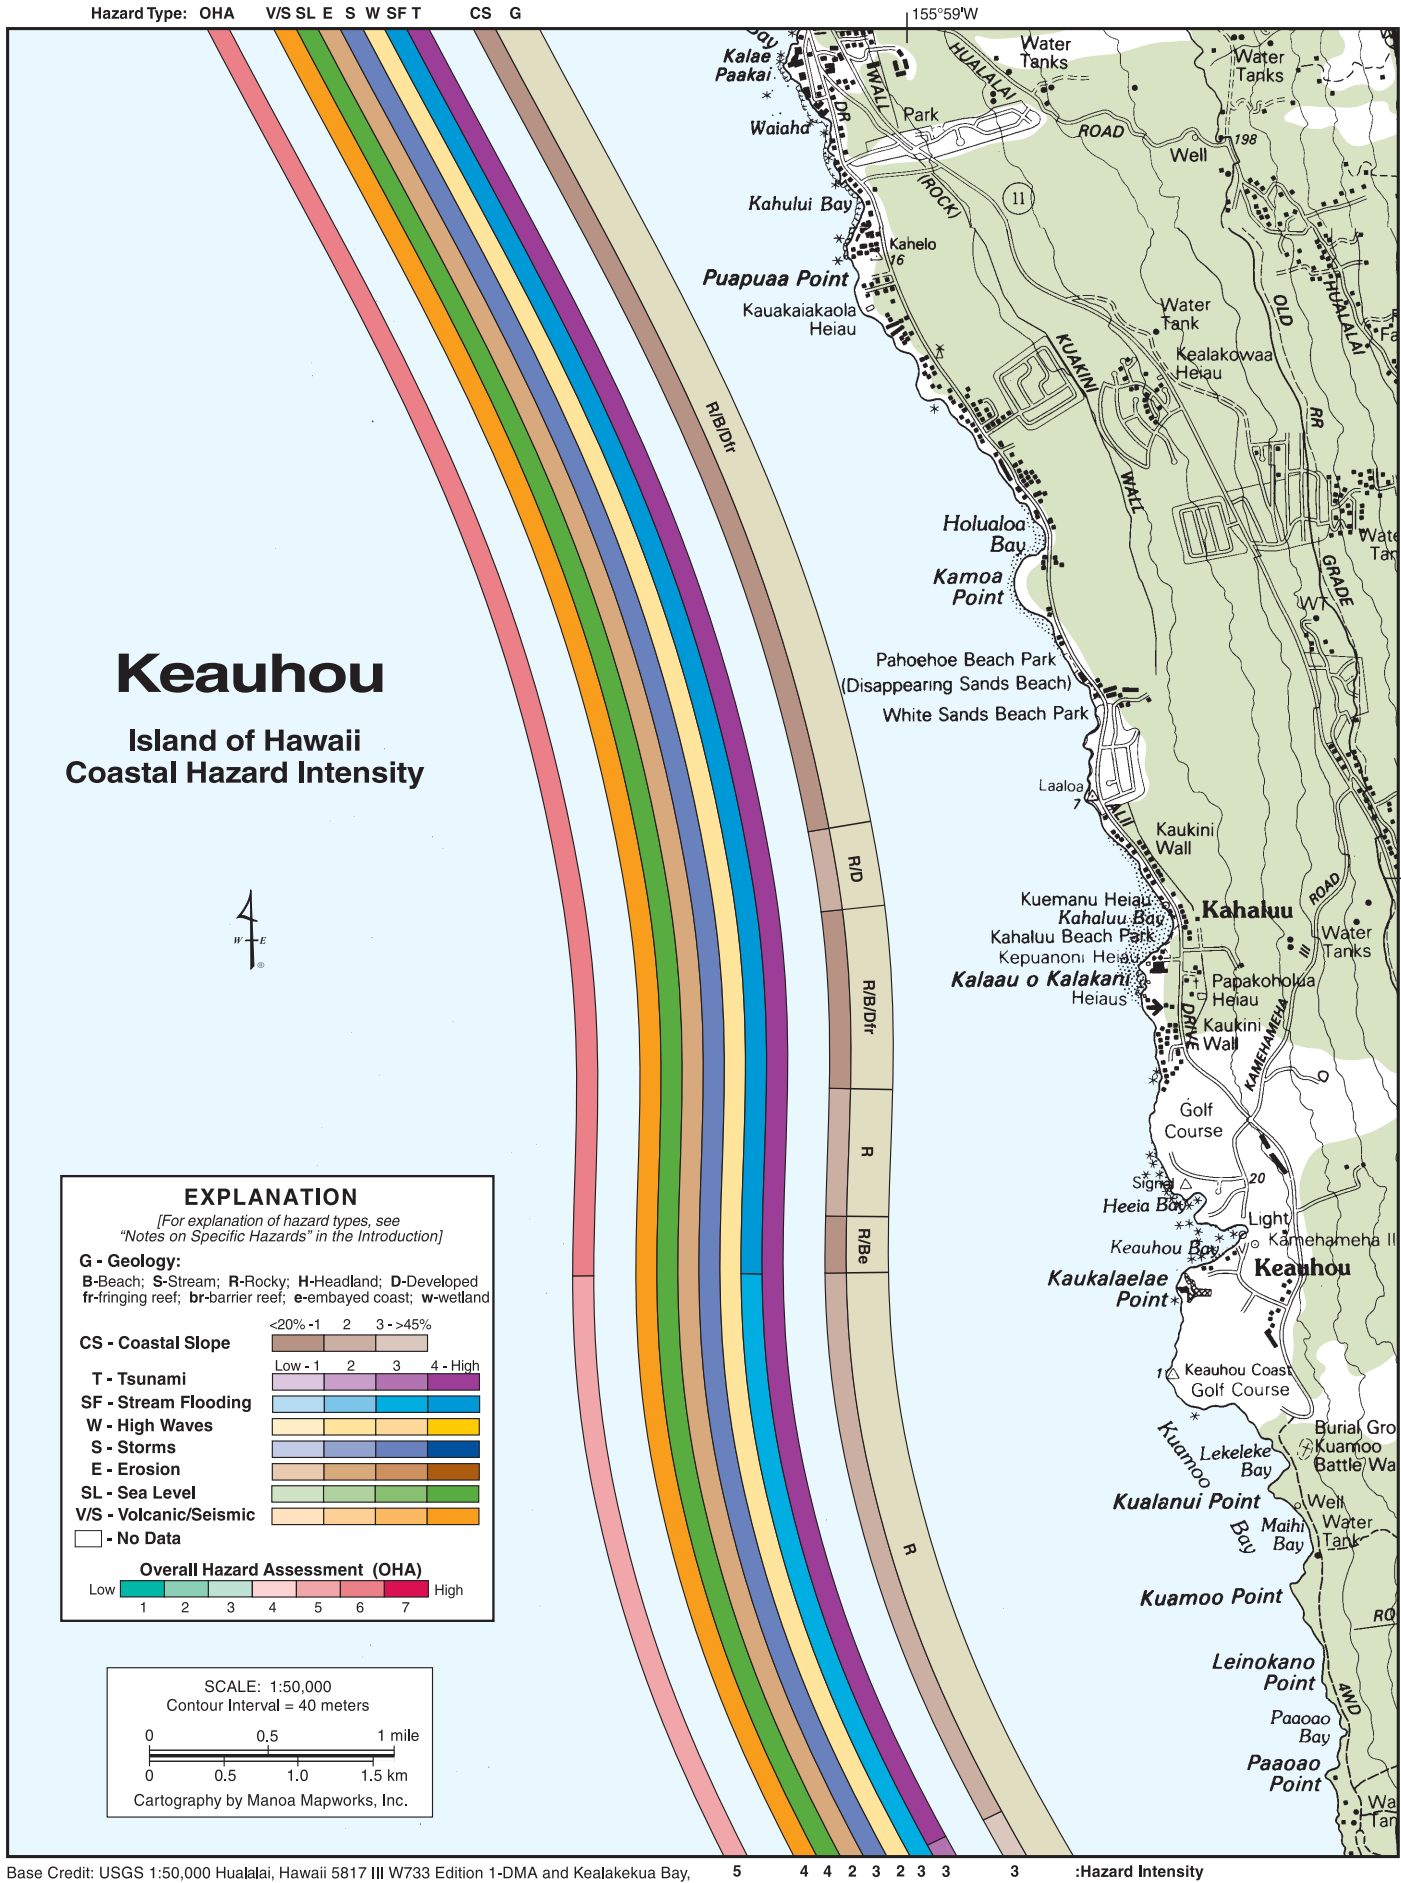 Hazard Type: OHA V/S SL E S W SF T CS G
155°59'W
Bay
Kalae
Paakai
Waiaha
DR
WALL
HUALALAI
Water
Tanks
Water
Tanks
Park
ROAD
198
Well
(ROCK)
11
Kahului Bay
Kahelo
16
Puapuaa Point
Kauakaiakaola
Heiau
OLD
HUALALAI
Water
Tank
KUAKINI
Kealakowaa
Heiau
Fa
R/B/Dfr
RR
WALL
Holualoa
Bay
Wate
Tan
Kamoa
Point
GRADE
WT
Keauhou
Island of Hawaii
Coastal Hazard Intensity
Pahoehoe Beach Park
(Disappearing Sands Beach)
White Sands Beach Park
Laaloa
7
ALII
Kaukini
Wall
R/D
ROAD
Kuemanu Heiau
Kahaluu Bay
Kahaluu
Kahaluu Beach Park
Water
Tanks
III
Kepuanoni Heiau
Kalaau o Kalakani
Heiaus
Papakoholua
Heiau
W E
R/B/Dfr
DRIVE
Kaukini
Wall
KAMEHAMEHA
Golf
Course
R
Signal
20
Heeia Bay
Light
R/Be
Keauhou Bay
Kamehameha II
Keauhou
Kaukalaelae
Point
1
Keauhou Coast
Golf Course
Kuamoo
Bay
Burial Gro
Kuamoo
Battle Wa
Lekeleke
Bay
Kualanui Point
Well
Water
Tank
Maihi
Bay
R
Kuamoo Point
RO
Leinokano
Point
4WD
Paaoao
Bay
Paaoao
Point
Wa
Tan
EXPLANATION
[For explanation of hazard types, see
“Notes on Specific Hazards” in the Introduction]
G - Geology:
B-Beach; S-Stream; R-Rocky; H-Headland; D-Developed
fr-fringing reef; br-barrier reef; e-embayed coast; w-wetland
<20% -1 2 3 - >45%
CS - Coastal Slope
Low - 1 2 3 4 - High
T - Tsunami
SF - Stream Flooding
W - High Waves
S - Storms
E - Erosion
SL - Sea Level
V/S - Volcanic/Seismic
- No Data
Overall Hazard Assessment (OHA)
Low High
1 2 3 4 5 6 7
SCALE: 1:50,000
Contour Interval = 40 meters
0 0.5 1 mile
0 0.5 1.0 1.5 km
Cartography by Manoa Mapworks, Inc.
Base Credit: USGS 1:50,000 Hualalai, Hawaii 5817 III W733 Edition 1-DMA and Kealakekua Bay, 5 4 4 2 3 2 3 3 3 :Hazard Intensity